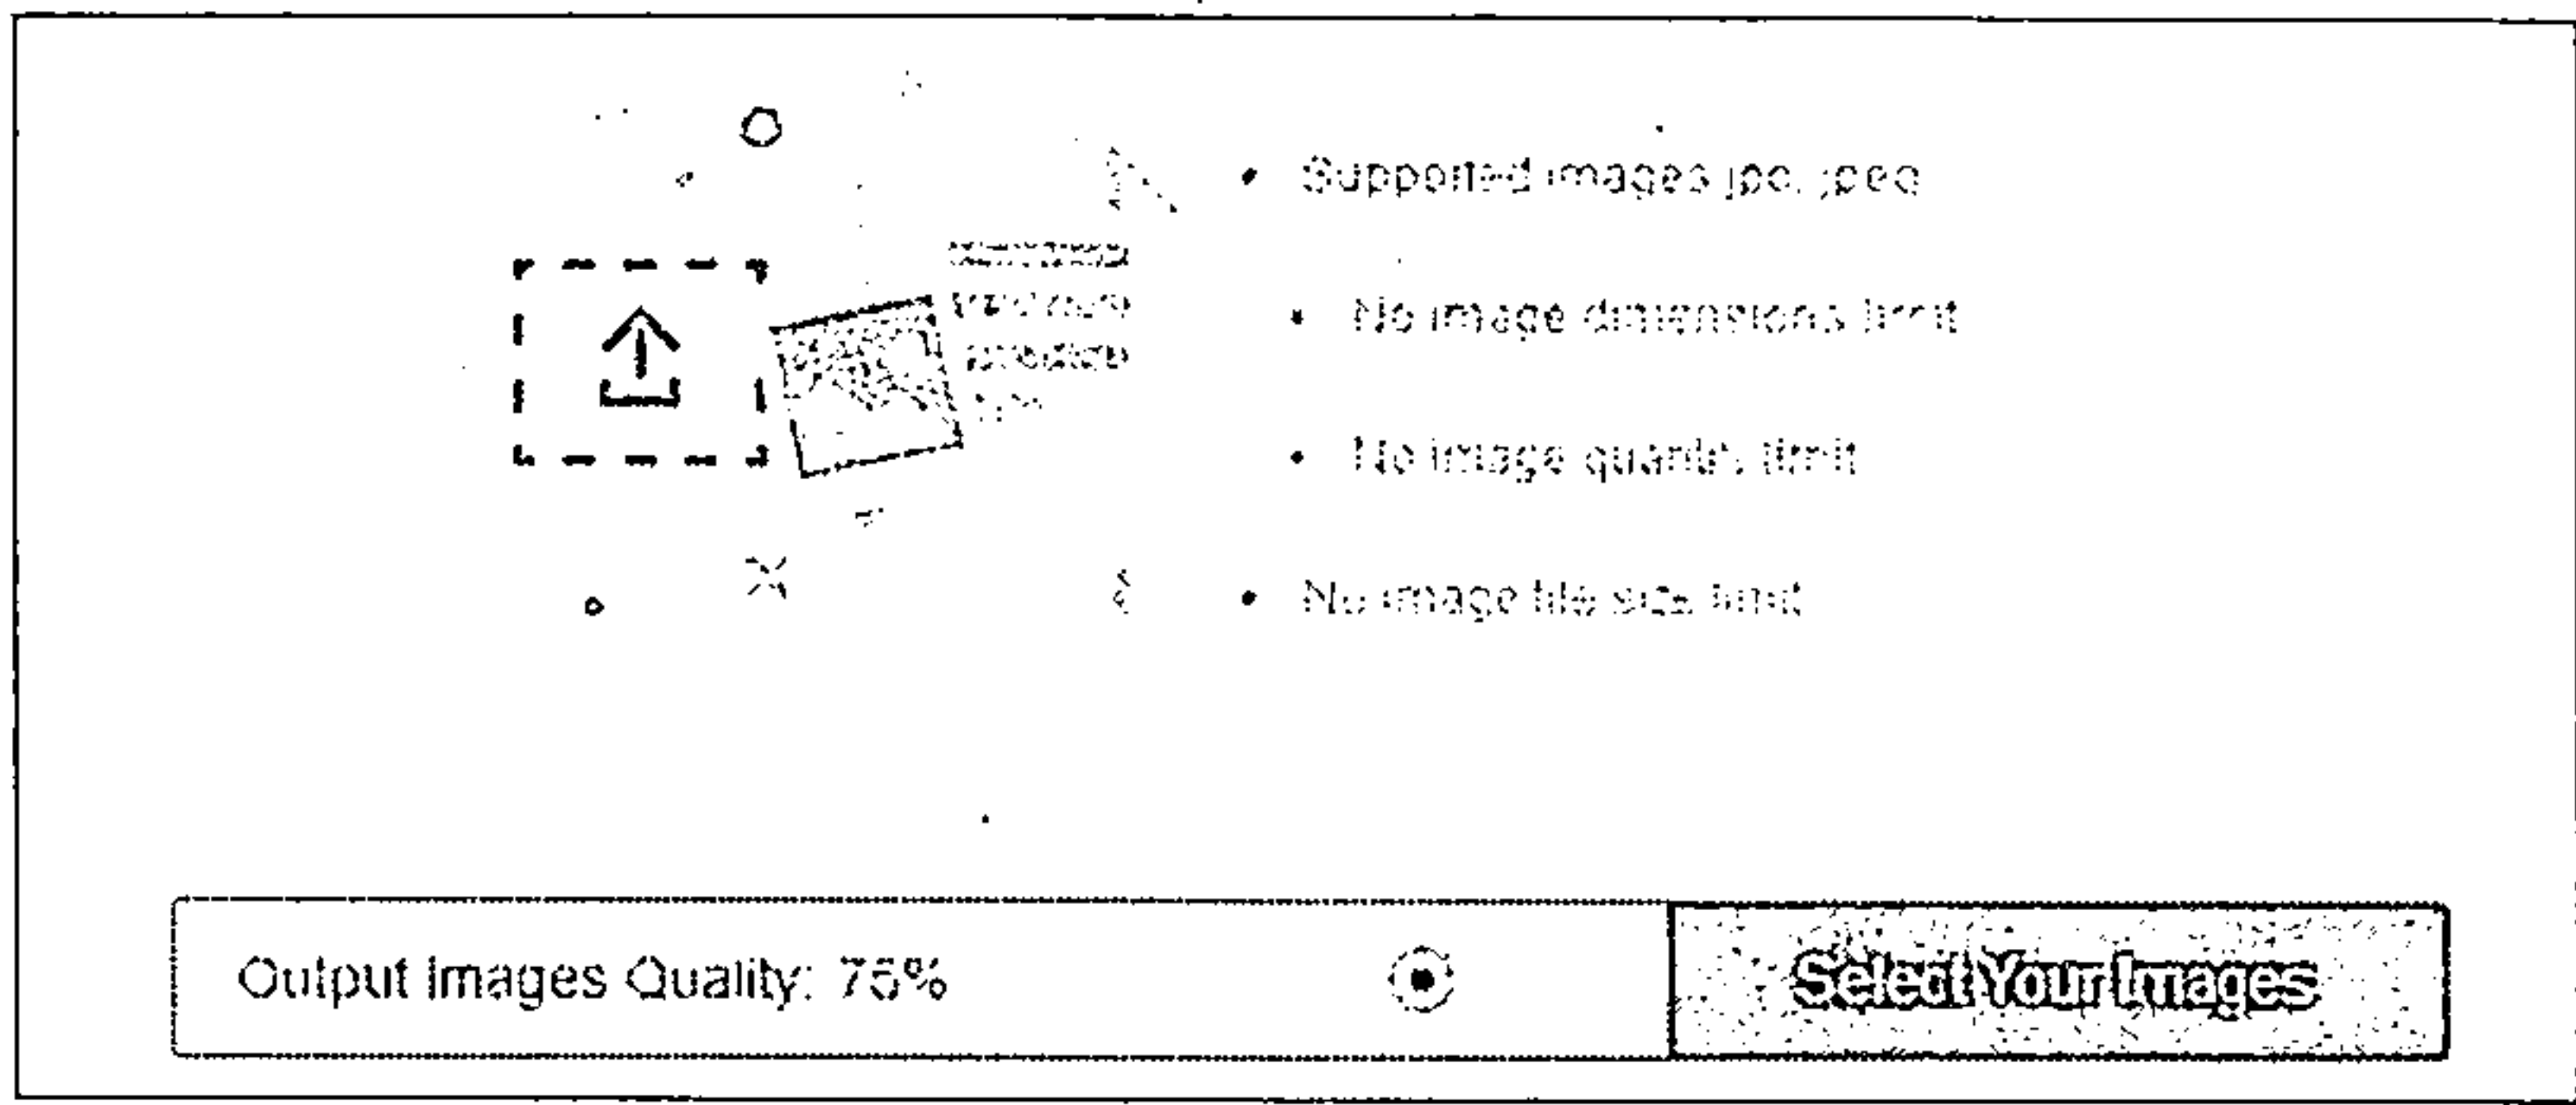 Supported images jpg, jpeg
No image dimensions limit
No image quantity limit
No image file size limit
Output Images Quality: 75%
Select Your Images